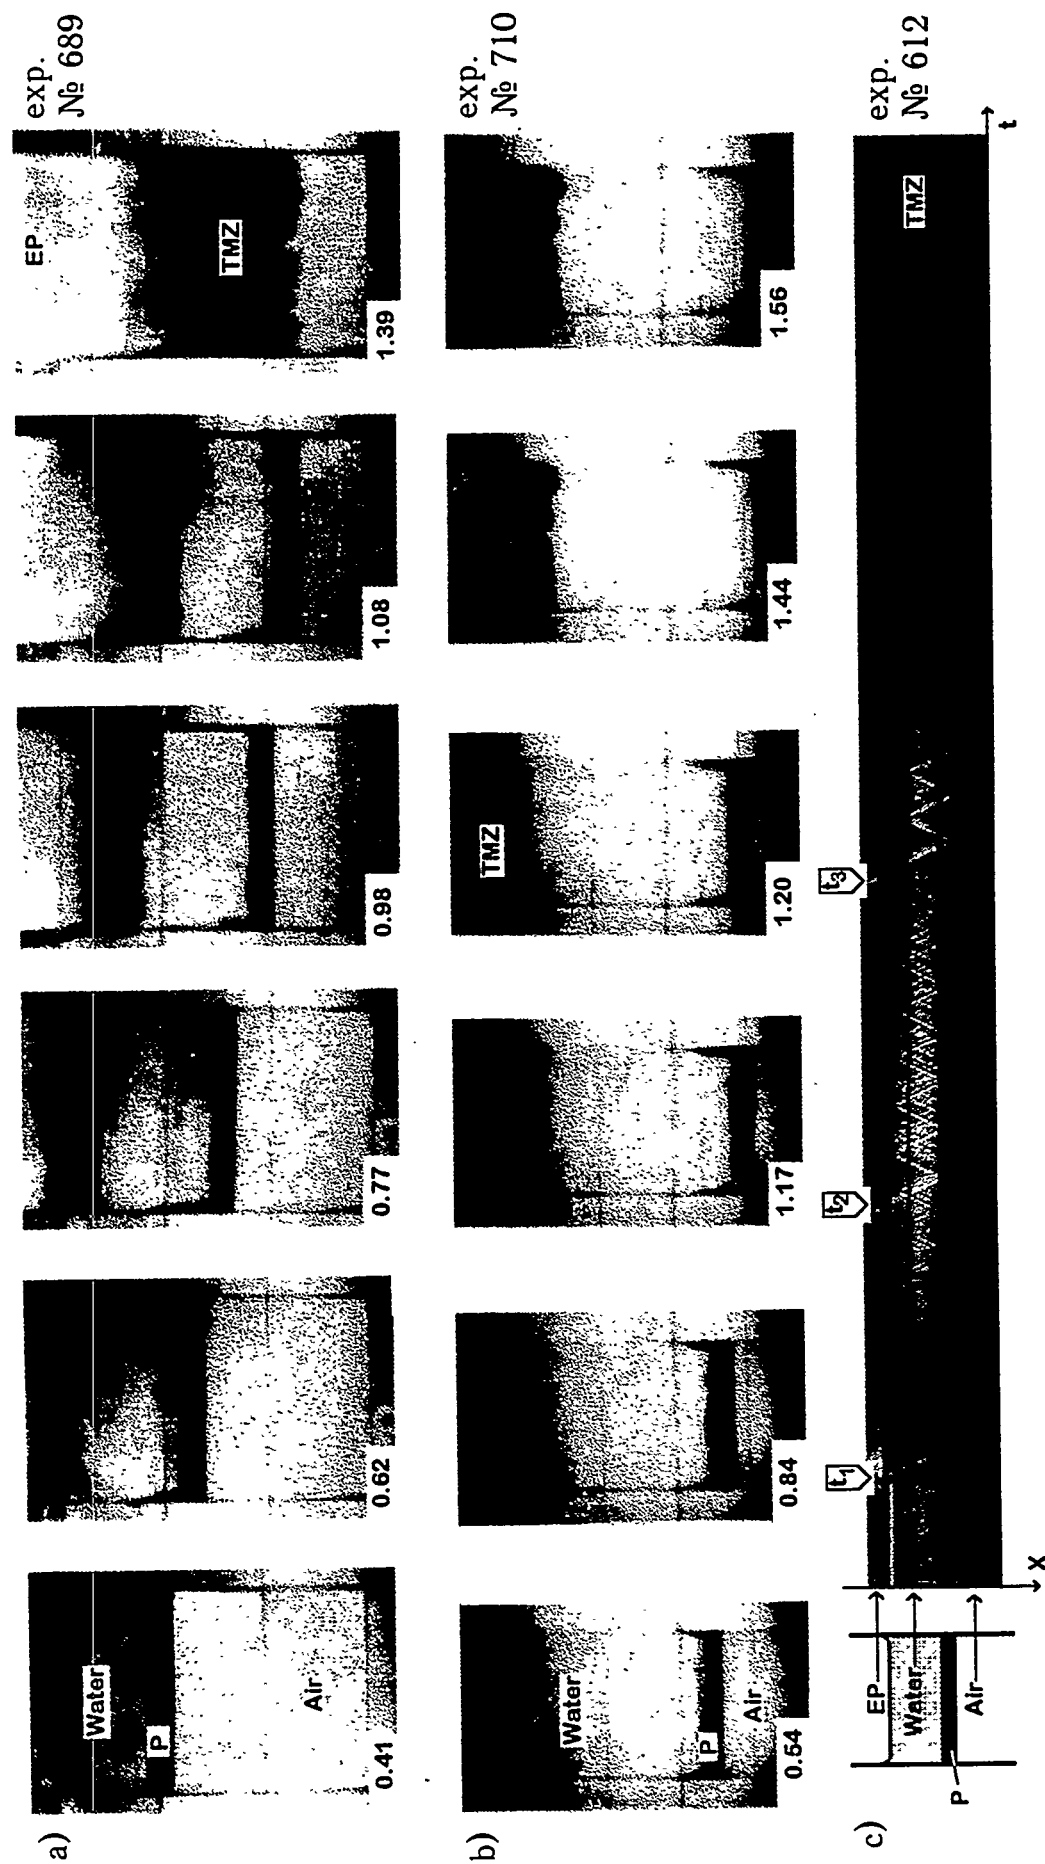 a)
Water
P
Air
0.41
0.62
0.77
0.98
1.08
EP
TMZ
1.39
exp.
№ 689
b)
Water
P
Air
0.54
0.84
1.17
TMZ
1.20
1.44
1.56
exp.
№ 710
c)
EP
Water
Air
P
X
t₁
t₂
t₃
TMZ
t
exp.
№ 612